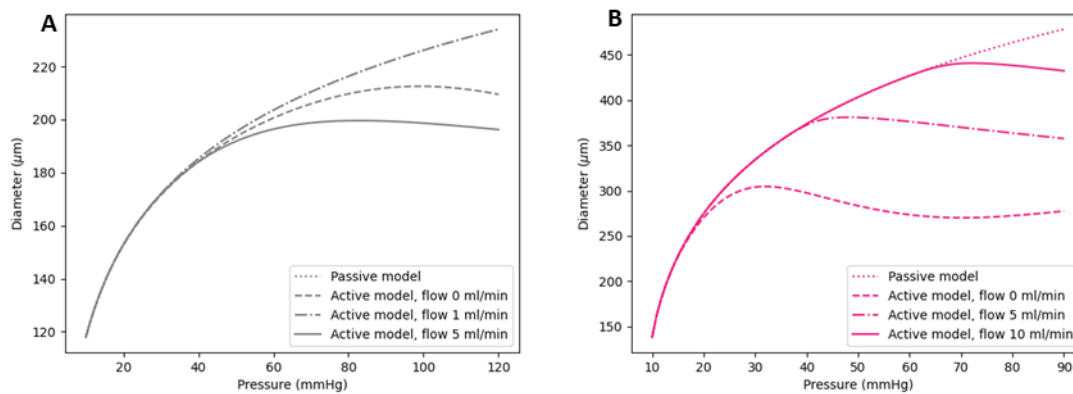 A
Diameter (μm)
220
200
180
160
140
120
20
40
60
80
100
120
Pressure (mmHg)
Passive model
Active model, flow 0 ml/min
Active model, flow 1 ml/min
Active model, flow 5 ml/min
B
Diameter (μm)
450
400
350
300
250
200
150
10
20
30
40
50
60
70
80
90
Pressure (mmHg)
Passive model
Active model, flow 0 ml/min
Active model, flow 5 ml/min
Active model, flow 10 ml/min